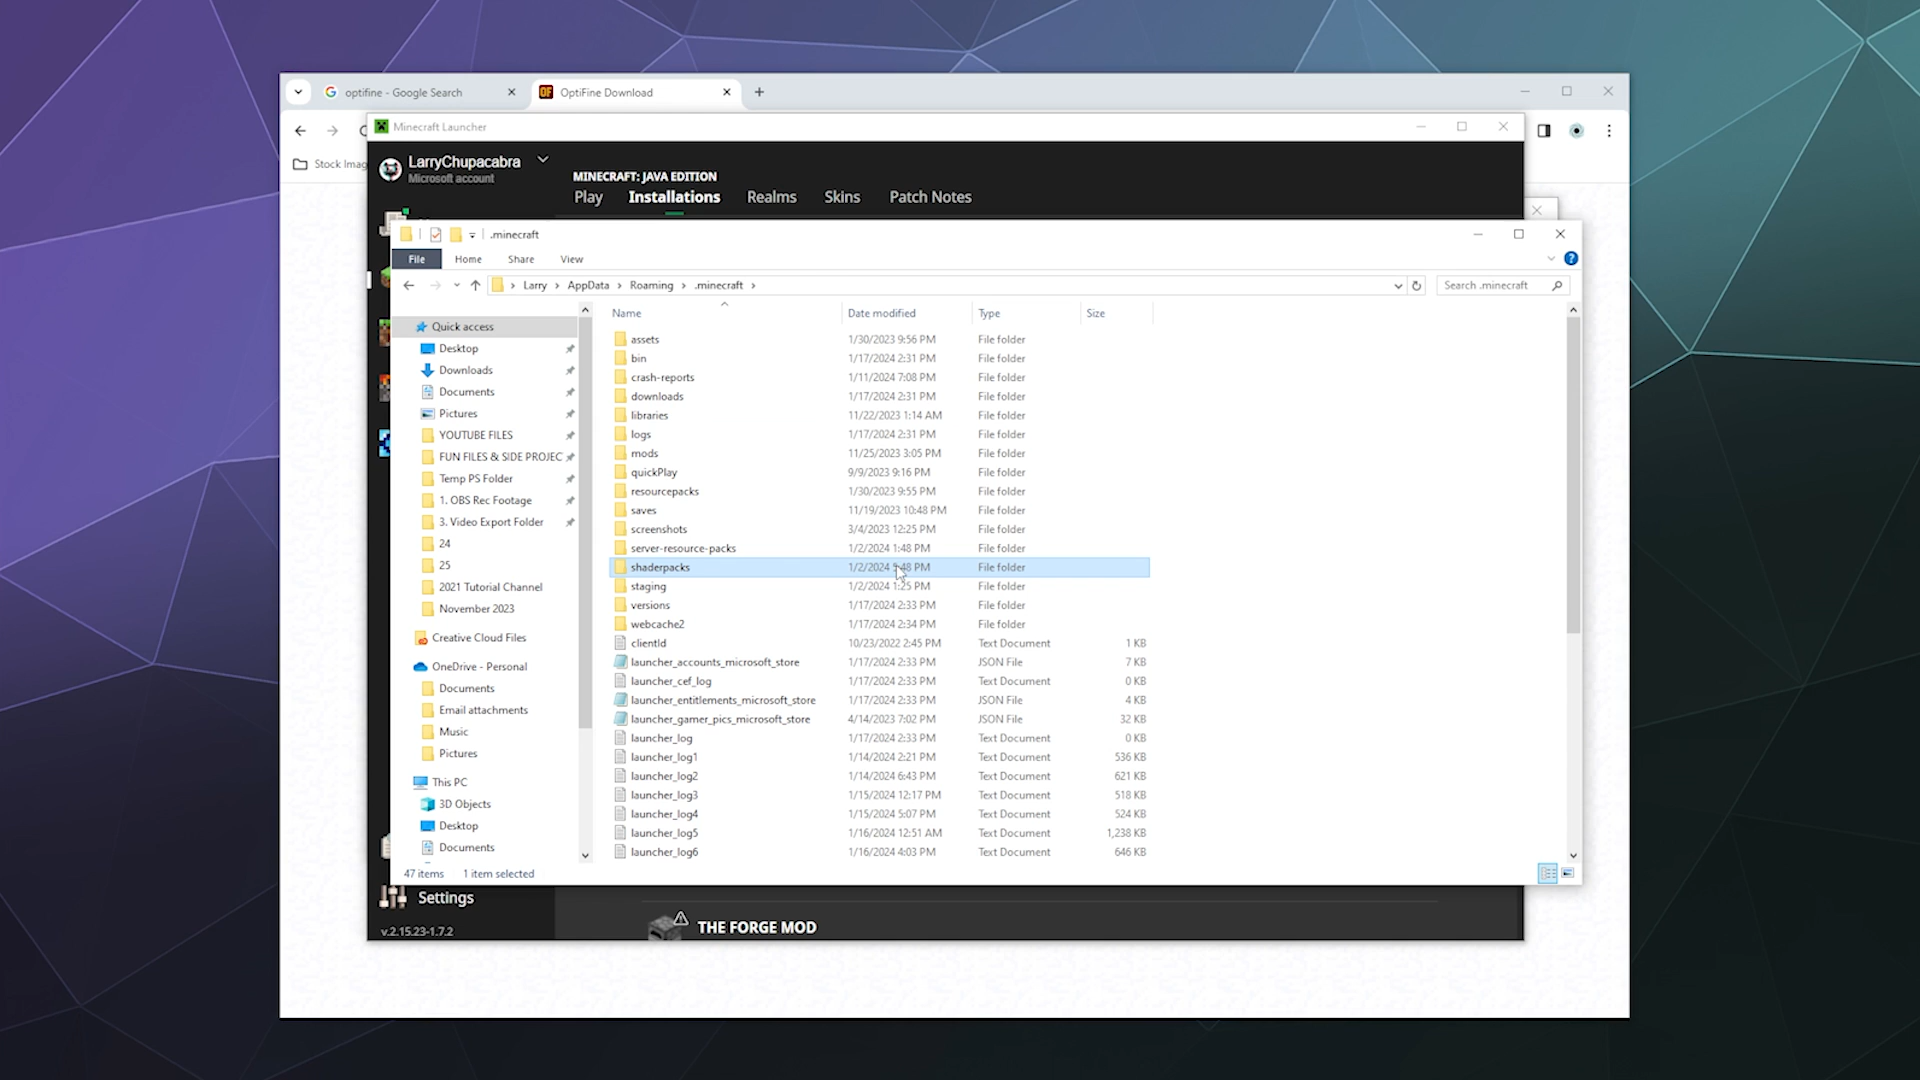 optifine - Google Search
OptiFine Download
Stock Imag
Minecraft Launcher
LarryChupacabra
Microsoft account
MINECRAFT: JAVA EDITION
Play Installations Realms Skins Patch Notes
.minecraft
File Home Share View
Larry AppData Roaming .minecraft
Search .minecraft
Quick access
Desktop
Downloads
Documents
Pictures
YOUTUBE FILES
FUN FILES & SIDE PROJEC
Temp PS Folder
1. OBS Rec Footage
3. Video Export Folder
24
25
2021 Tutorial Channel
November 2023
Creative Cloud Files
OneDrive - Personal
Documents
Email attachments
Music
Pictures
This PC
3D Objects
Desktop
Documents
Name Date modified Type Size
assets 1/30/2023 9:56 PM File folder
bin 1/17/2024 2:31 PM File folder
crash-reports 1/11/2024 7:08 PM File folder
downloads 1/17/2024 2:31 PM File folder
libraries 11/22/2023 1:14 AM File folder
logs 1/17/2024 2:31 PM File folder
mods 11/25/2023 3:05 PM File folder
quickPlay 9/9/2023 9:16 PM File folder
resourcepacks 1/30/2023 9:55 PM File folder
saves 11/19/2023 10:48 PM File folder
screenshots 3/4/2023 12:25 PM File folder
server-resource-packs 1/2/2024 1:48 PM File folder
shaderpacks 1/2/2024 PM File folder
staging 1/2/2024 1:25 PM File folder
versions 1/17/2024 2:33 PM File folder
webcache2 1/17/2024 2:34 PM File folder
clientId 10/23/2022 2:45 PM Text Document 1 KB
launcher_accounts_microsoft_store 1/17/2024 2:33 PM JSON File 7 KB
launcher_cef_log 1/17/2024 2:33 PM Text Document 0 KB
launcher_entitlements_microsoft_store 1/17/2024 2:33 PM JSON File 4 KB
launcher_gamer_pics_microsoft_store 4/14/2023 7:02 PM JSON File 32 KB
launcher_log 1/17/2024 2:33 PM Text Document 0 KB
launcher_log1 1/14/2024 2:21 PM Text Document 536 KB
launcher_log2 1/14/2024 6:43 PM Text Document 621 KB
launcher_log3 1/15/2024 12:17 PM Text Document 518 KB
launcher_log4 1/15/2024 5:07 PM Text Document 524 KB
launcher_log5 1/16/2024 12:51 AM Text Document 1,238 KB
launcher_log6 1/16/2024 4:03 PM Text Document 646 KB
47 items 1 item selected
Settings
v.2.15.23-1.7.2
THE FORGE MOD